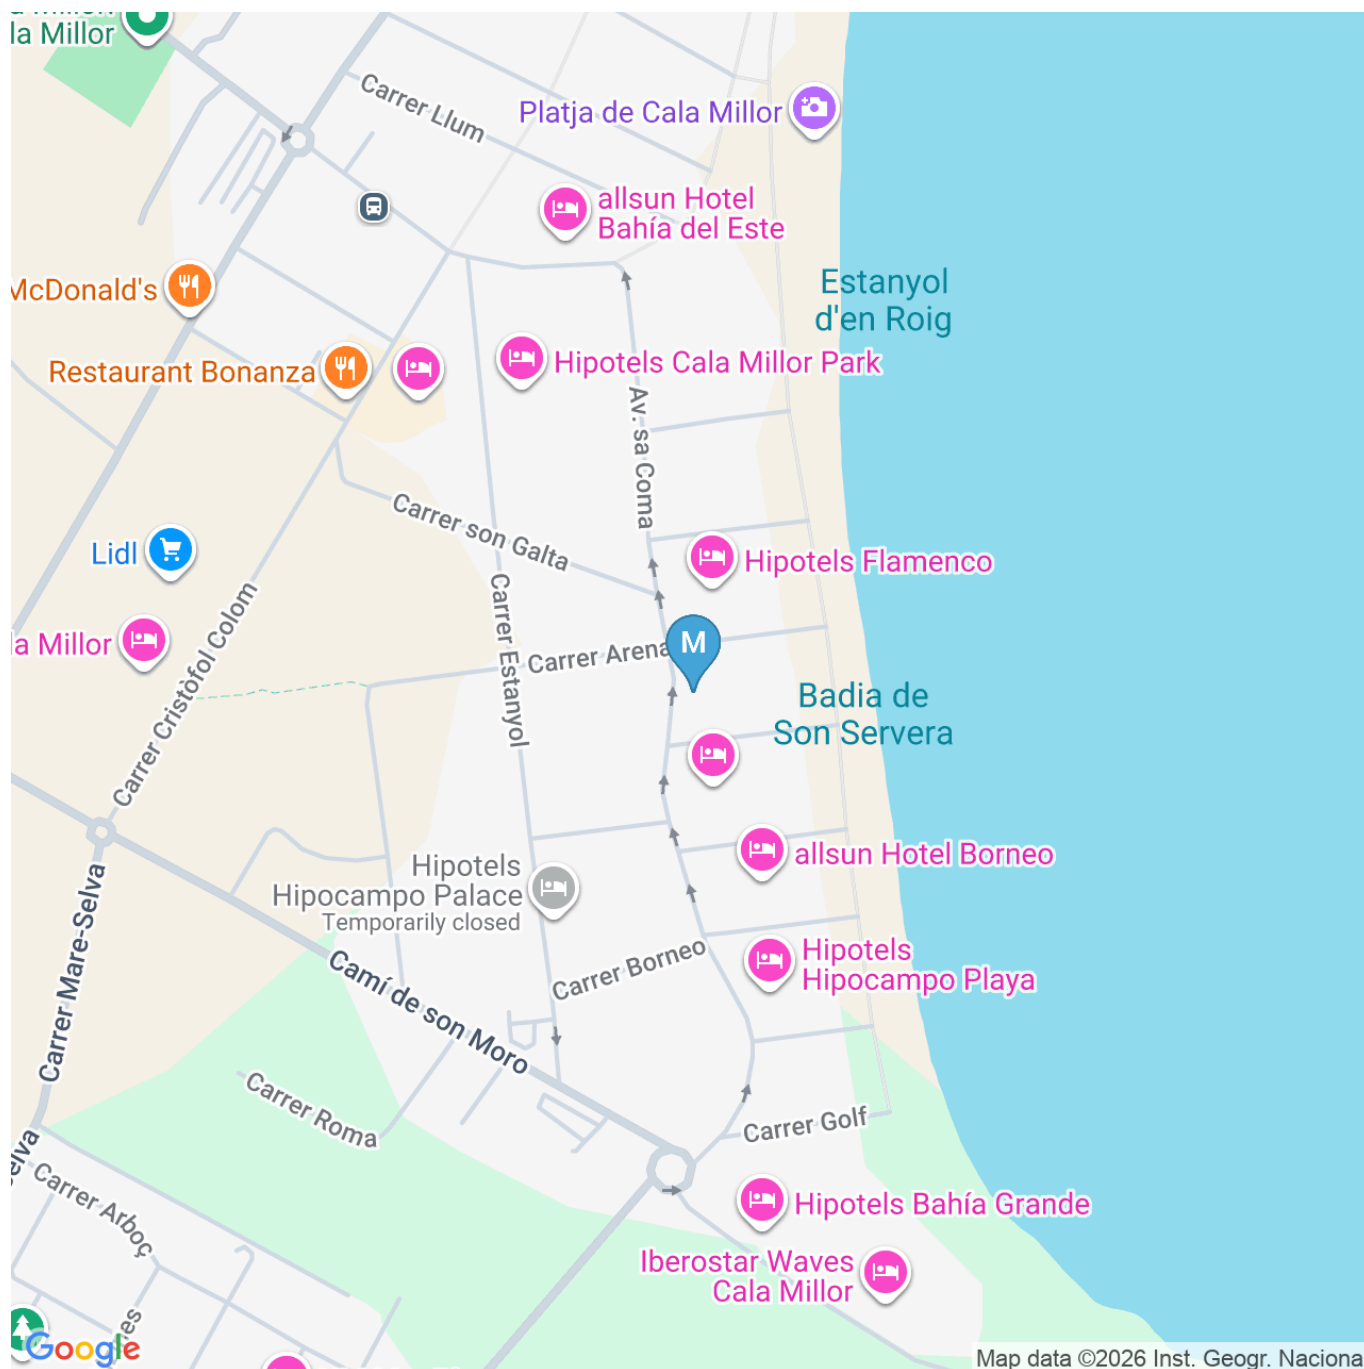 la Millor
Carrer Llum
Platja de Cala Millor
allsun Hotel
Bahía del Este
McDonald's
Estanyol
d'en Roig
Restaurant Bonanza
Hipotels Cala Millor Park
Av. sa Coma
Carrer son Galta
Lidl
Hipotels Flamenco
la Millor
Carrer Cristòfol Colom
Carrer Estanyol
Carrer Arena
M
Badia de
Son Servera
Hipotels
Hipocampo Palace
Temporarily closed
allsun Hotel Borneo
Carrer Mare-Selva
Camí de son Moro
Carrer Borneo
Hipotels
Hipocampo Playa
Carrer Roma
Carrer Golf
elva
Carrer Arboç
Hipotels Bahía Grande
Iberostar Waves
Cala Millor
es
Google
Map data ©2026 Inst. Geogr. Naciona